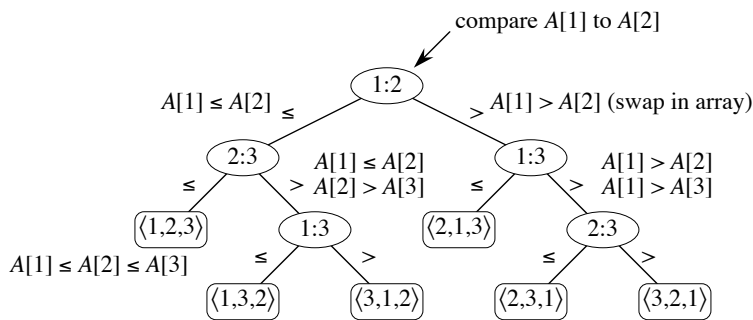 compare A[1] to A[2]
1:2
A[1] ≤ A[2] ≤
> A[1] > A[2] (swap in array)
2:3
1:3
≤
> A[1] ≤ A[2]
A[2] > A[3]
≤
> A[1] > A[2]
A[1] > A[3]
⟨1,2,3⟩
1:3
⟨2,1,3⟩
2:3
A[1] ≤ A[2] ≤ A[3]
≤
>
≤
>
⟨1,3,2⟩
⟨3,1,2⟩
⟨2,3,1⟩
⟨3,2,1⟩